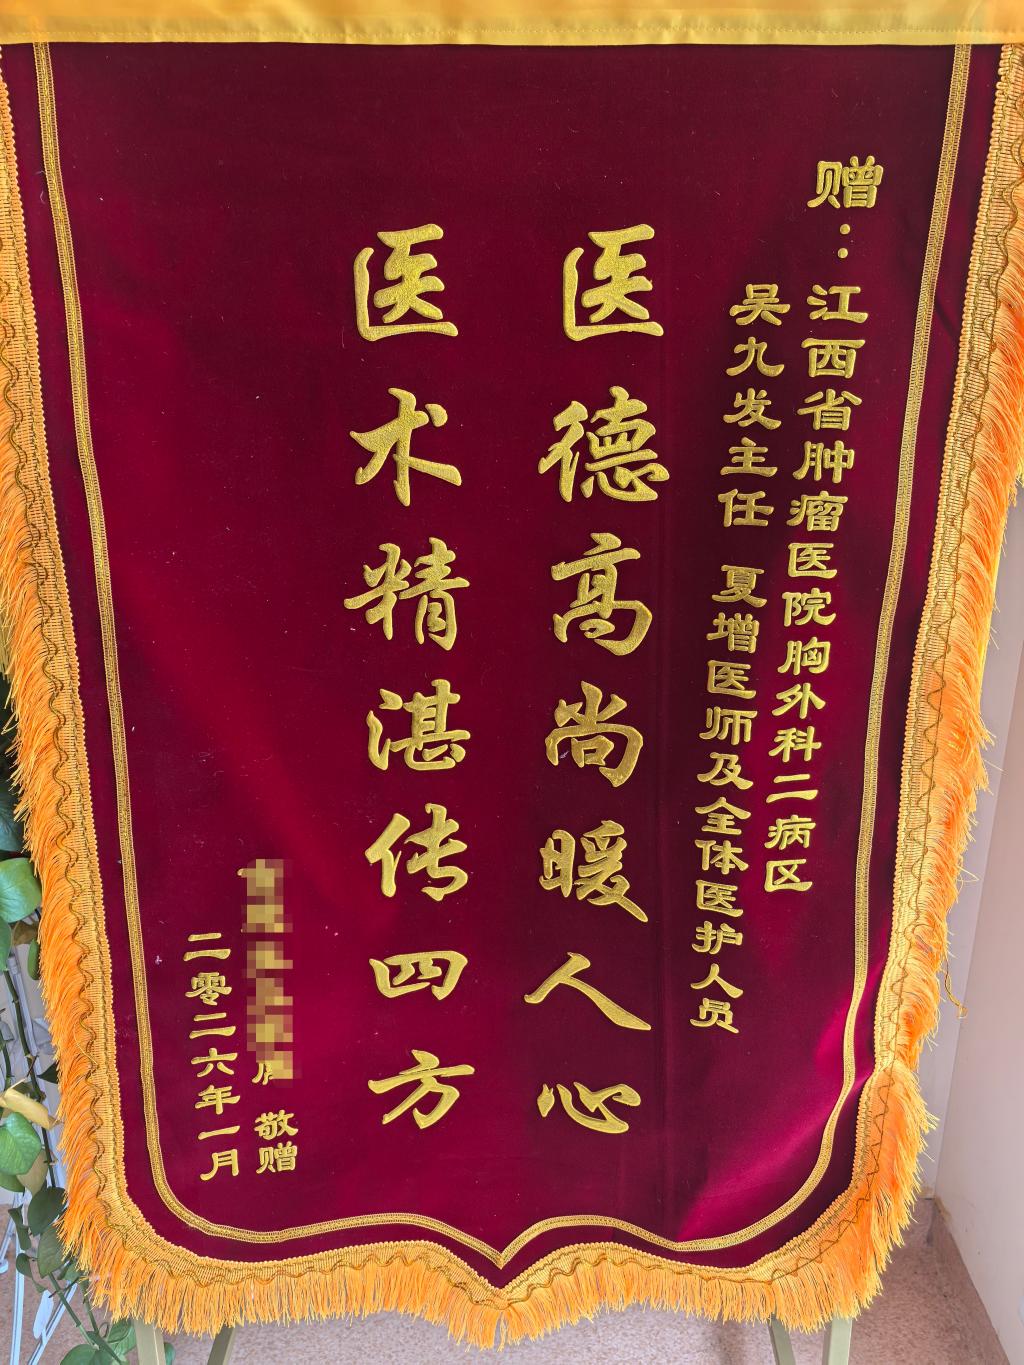 赠：江西省肿瘤医院胸外科二病区
吴九发主任 夏增医师及全体医护人员
医德高尚暖人心
医术精湛传四方
敬赠
二零二六年一月